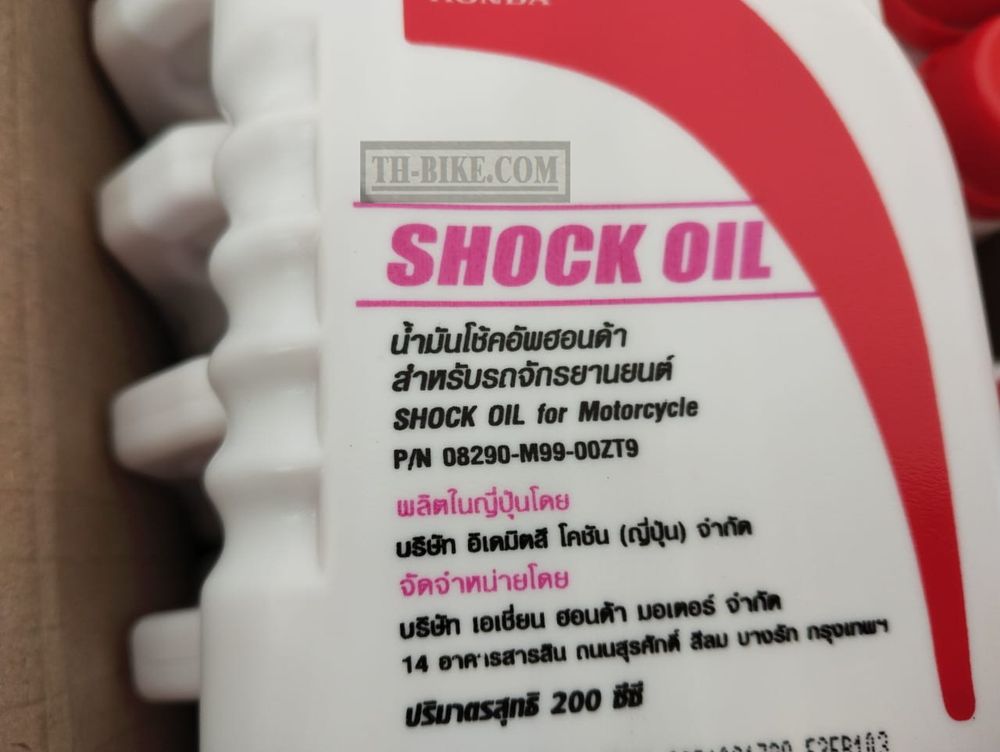 HONDA
TH-BIKE.COM
SHOCK OIL
น้ำมันโช้คอัพฮอนด้า
สำหรับรถจักรยานยนต์
SHOCK OIL for Motorcycle
P/N 08290-M99-00ZT9
ผลิตในญี่ปุ่นโดย
บริษัท อิเดมิตสึ โคซัน (ญี่ปุ่น) จำกัด
จัดจำหน่ายโดย
บริษัท เอเชี่ยน ฮอนด้า มอเตอร์ จำกัด
14 อาคารสารสิน ถนนสุรศักดิ์ สีลม บางรัก กรุงเทพฯ
ปริมาตรสุทธิ 200 ซีซี